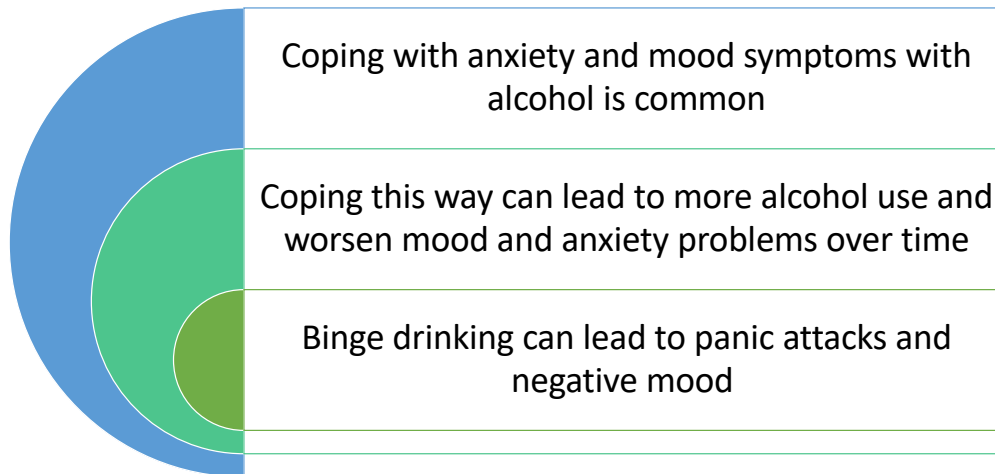 Coping with anxiety and mood symptoms with
alcohol is common
Coping this way can lead to more alcohol use and
worsen mood and anxiety problems over time
Binge drinking can lead to panic attacks and
negative mood